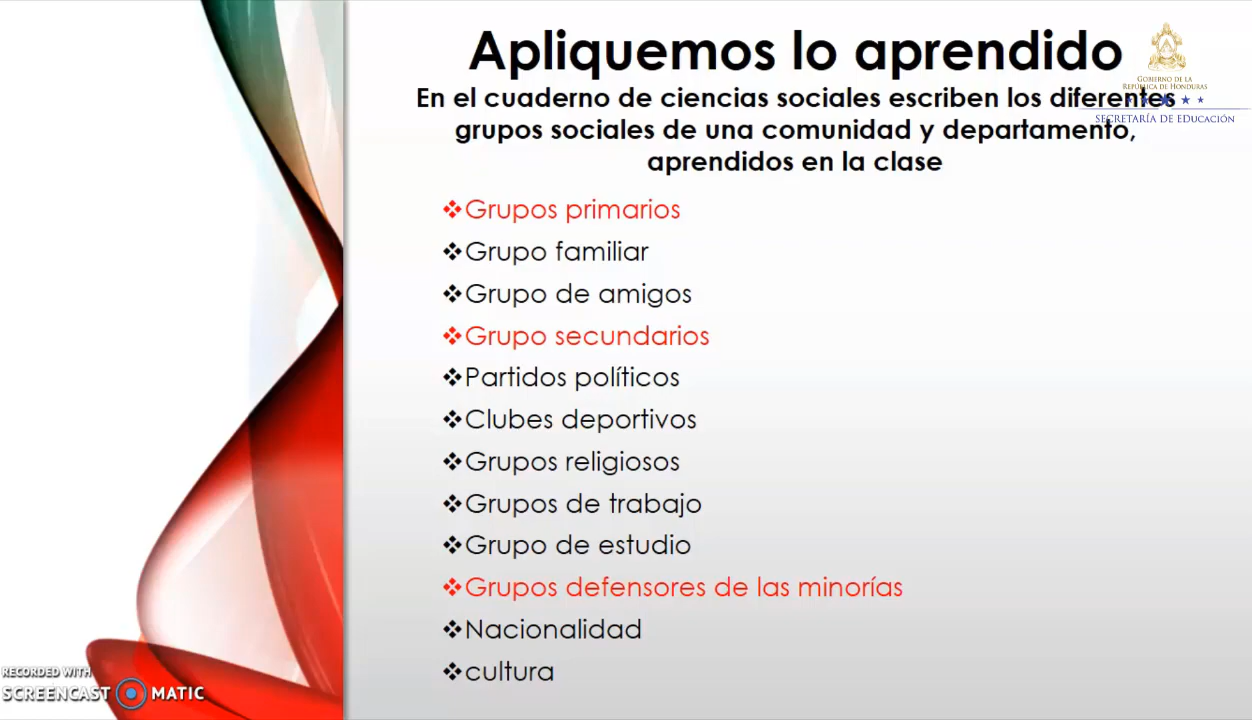 Apliquemos lo aprendido
GOBIERNO DE LA
REPÚBLICA DE HONDURAS
En el cuaderno de ciencias sociales escriben los diferentes
SECRETARÍA DE EDUCACIÓN
grupos sociales de una comunidad y departamento,
aprendidos en la clase
Grupos primarios
Grupo familiar
Grupo de amigos
Grupo secundarios
Partidos políticos
Clubes deportivos
Grupos religiosos
Grupos de trabajo
Grupo de estudio
Grupos defensores de las minorías
Nacionalidad
cultura
RECORDED WITH
SCREENCAST MATIC